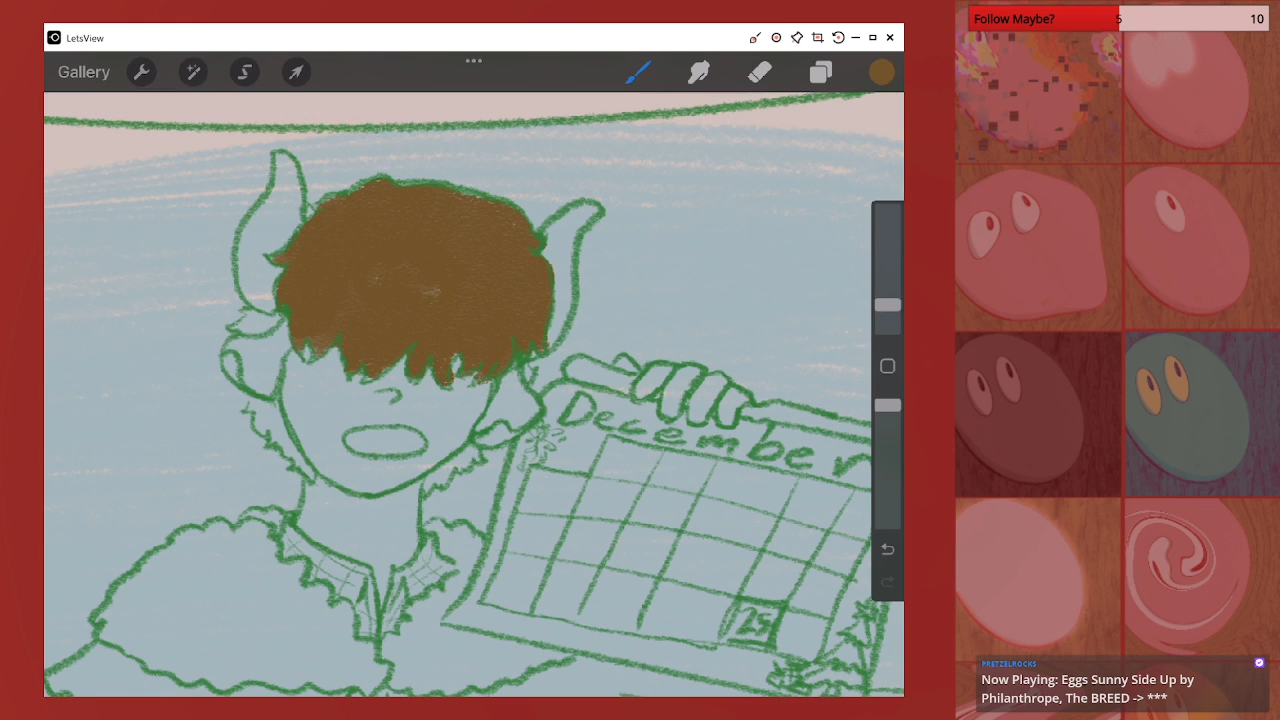 LetsView
Gallery
December
25
Follow Maybe? 5 10
PRETZELROCKS
Now Playing: Eggs Sunny Side Up by
Philanthrope, The BREED -> ***